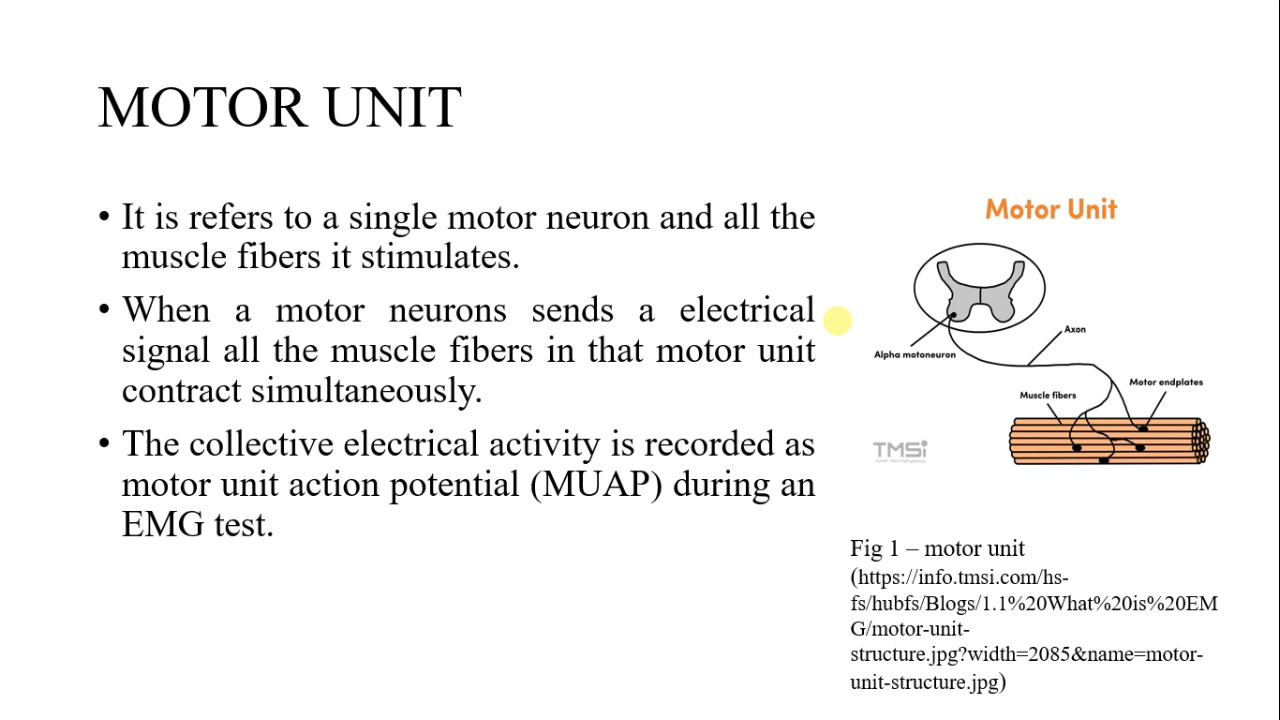 MOTOR UNIT
• It is refers to a single motor neuron and all the
muscle fibers it stimulates.
• When a motor neurons sends a electrical
signal all the muscle fibers in that motor unit
contract simultaneously.
• The collective electrical activity is recorded as
motor unit action potential (MUAP) during an
EMG test.
Motor Unit
Axon
Alpha motoneuron
Motor endplates
Muscle fibers
TMSi
Fig 1 – motor unit
(https://info.tmsi.com/hs-
fs/hubfs/Blogs/1.1%20What%20is%20EM
G/motor-unit-
structure.jpg?width=2085&name=motor-
unit-structure.jpg)